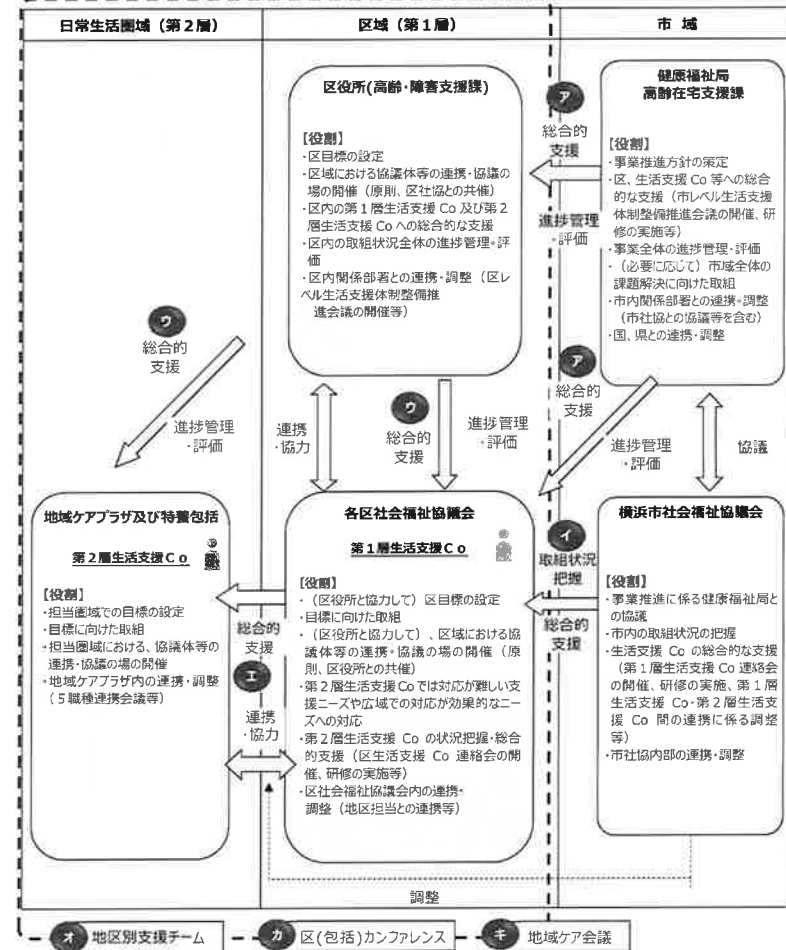 日常生活圏域（第２層）
区域（第１層）
市 域
区役所(高齢・障害支援課)
【役割】
・区目標の設定
・区域における協議体等の連携・協議の
場の開催（原則、区社協との共催）
・区内の第１層生活支援 Co 及び第２
層生活支援 Co への総合的な支援
・区内の取組状況全体の進捗管理・評
価
・区内関係部署との連携・調整（区レ
ベル生活支援体制整備推
進会議の開催等）
ア
総合的
支援
進捗管理
・評価
健康福祉局
高齢在宅支援課
【役割】
・事業推進方針の策定
・区、生活支援 Co 等への総合
的な支援（市レベル生活支援
体制整備推進会議の開催、研
修の実施等）
・事業全体の進捗管理・評価
・（必要に応じて）市域全体の
課題解決に向けた取組
・市内関係部署との連携・調整
（市社協との協議等を含む）
・国、県との連携・調整
ウ
総合的
支援
進捗管理
・評価
連携
・協力
ウ
総合的
支援
進捗管理
・評価
ア
総合的
支援
進捗管理
・評価
協議
地域ケアプラザ及び特養包括
第２層生活支援Ｃｏ
【役割】
・担当圏域での目標の設定
・目標に向けた取組
・担当圏域における、協議体等の
連携・協議の場の開催
・地域ケアプラザ内の連携・調整
（５職種連携会議等）
総合的
支援
エ
連携
・協力
各区社会福祉協議会
第１層生活支援Ｃｏ
【役割】
・（区役所と協力して）区目標の設定
・目標に向けた取組
・（区役所と協力して）、区域における協
議体等の連携・協議の場の開催（原
則、区役所との共催）
・第２層生活支援 Co では対応が難しい支
援ニーズや広域での対応が効果的なニー
ズへの対応
・第２層生活支援 Co の状況把握・総合
的支援（区生活支援 Co 連絡会の開
催、研修の実施等）
・区社会福祉協議会内の連携・
調整（地区担当との連携等）
イ
取組状況
把握
総合的
支援
横浜市社会福祉協議会
【役割】
・事業推進に係る健康福祉局と
の協議
・市内の取組状況の把握
・生活支援 Co の総合的な支援
（第１層生活支援 Co 連絡会
の開催、研修の実施、第１層
生活支援 Co・第２層生活支
援 Co 間の連携に係る調整
等）
・市社協内部の連携・調整
調整
オ 地区別支援チーム
カ 区(包括)カンファレンス
キ 地域ケア会議